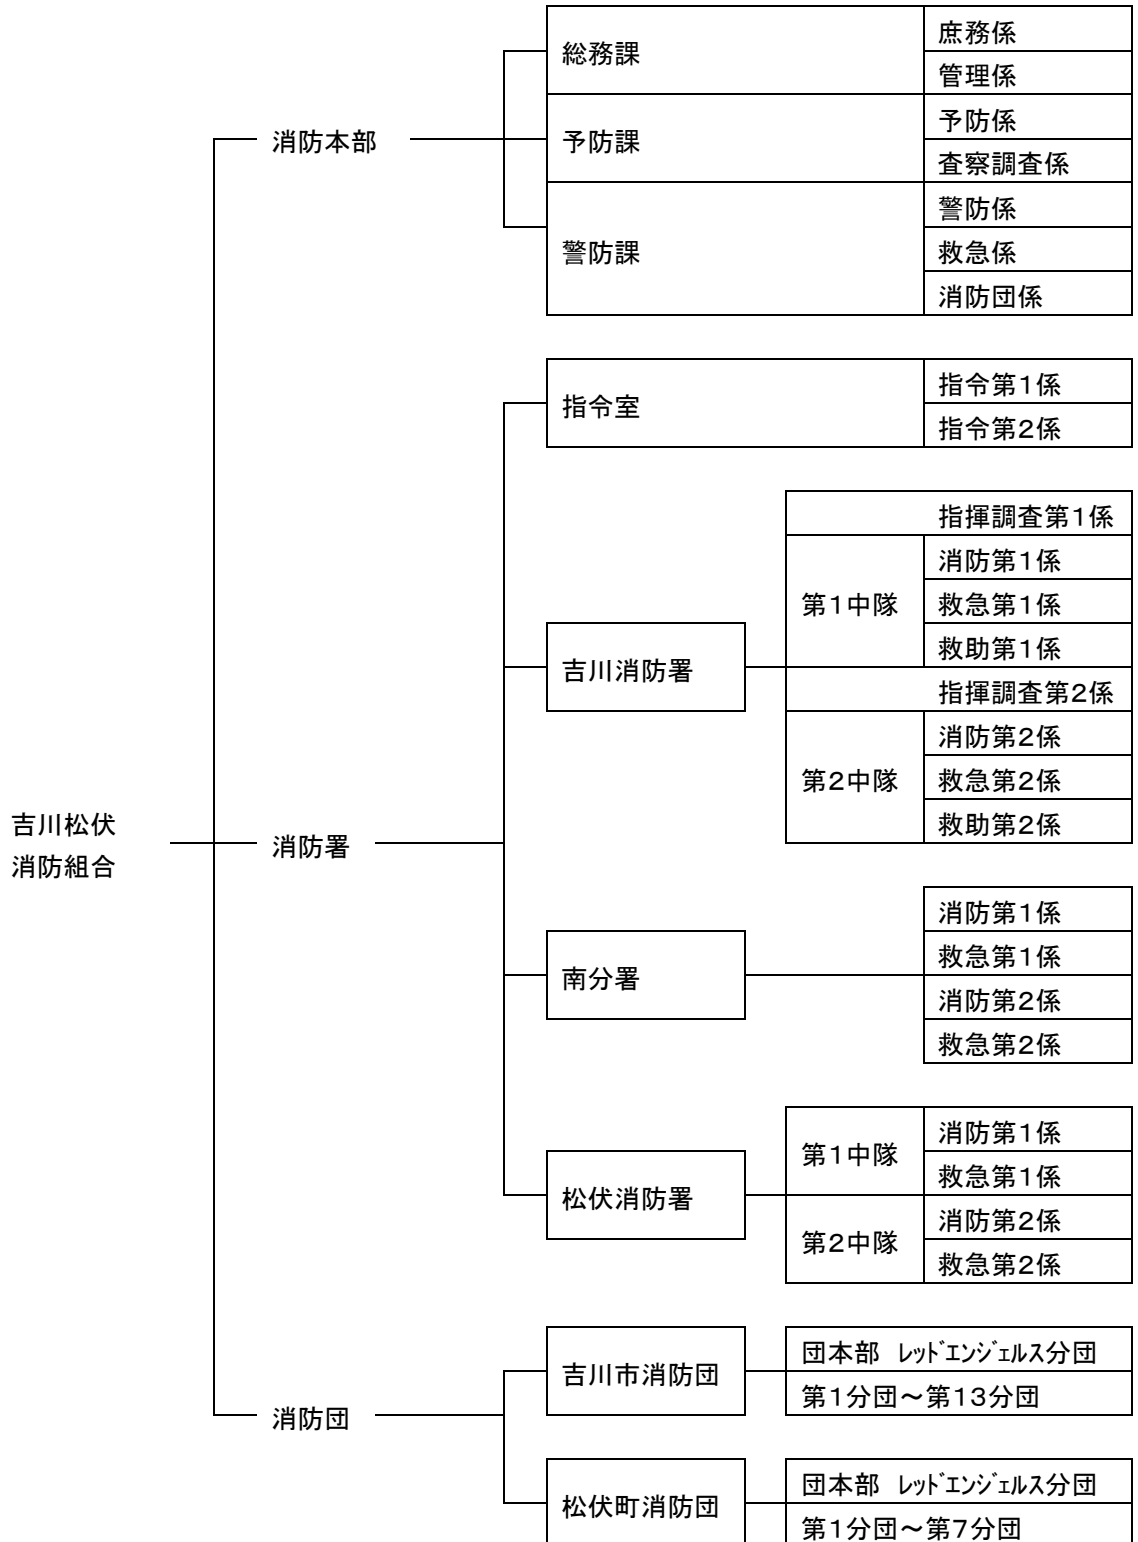 吉川松伏
消防組合
消防本部
総務課
庶務係
管理係
予防課
予防係
査察調査係
警防課
警防係
救急係
消防団係
消防署
指令室
指令第1係
指令第2係
吉川消防署
指揮調査第1係
第1中隊
消防第1係
救急第1係
救助第1係
指揮調査第2係
第2中隊
消防第2係
救急第2係
救助第2係
南分署
消防第1係
救急第1係
消防第2係
救急第2係
松伏消防署
第1中隊
消防第1係
救急第1係
第2中隊
消防第2係
救急第2係
消防団
吉川市消防団
団本部 ﾚｯﾄﾞｴﾝｼﾞｪﾙｽ分団
第1分団～第13分団
松伏町消防団
団本部 ﾚｯﾄﾞｴﾝｼﾞｪﾙｽ分団
第1分団～第7分団